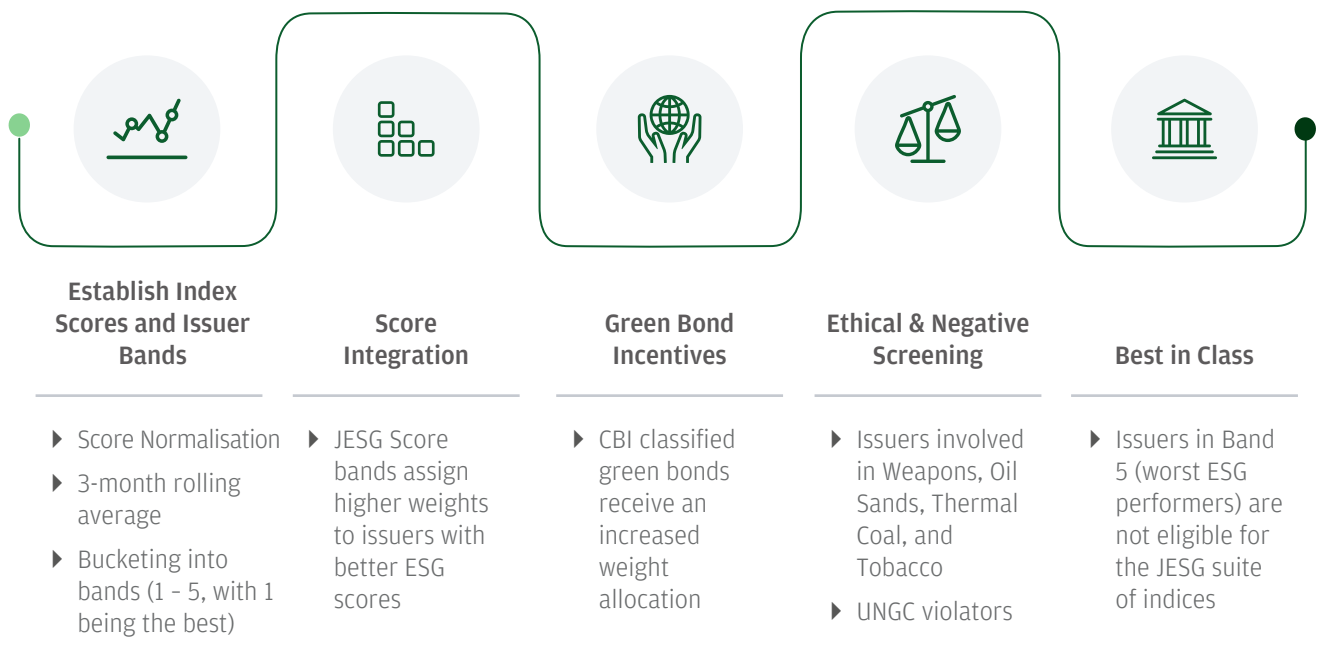 Establish Index
Scores and Issuer
Bands
Score Normalisation
3-month rolling
average
Bucketing into
bands (1 – 5, with 1
being the best)
Score
Integration
JESG Score
bands assign
higher weights
to issuers with
better ESG
scores
Green Bond
Incentives
CBI classified
green bonds
receive an
increased
weight
allocation
Ethical & Negative
Screening
Issuers involved
in Weapons, Oil
Sands, Thermal
Coal, and
Tobacco
UNGC violators
Best in Class
Issuers in Band
5 (worst ESG
performers) are
not eligible for
the JESG suite
of indices